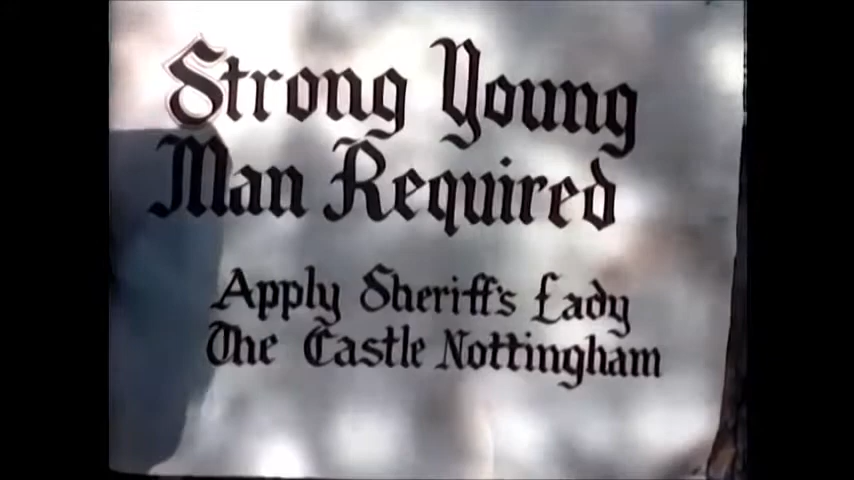 Strong Young
Man Required
Apply Sheriff's Lady
The Castle Nottingham